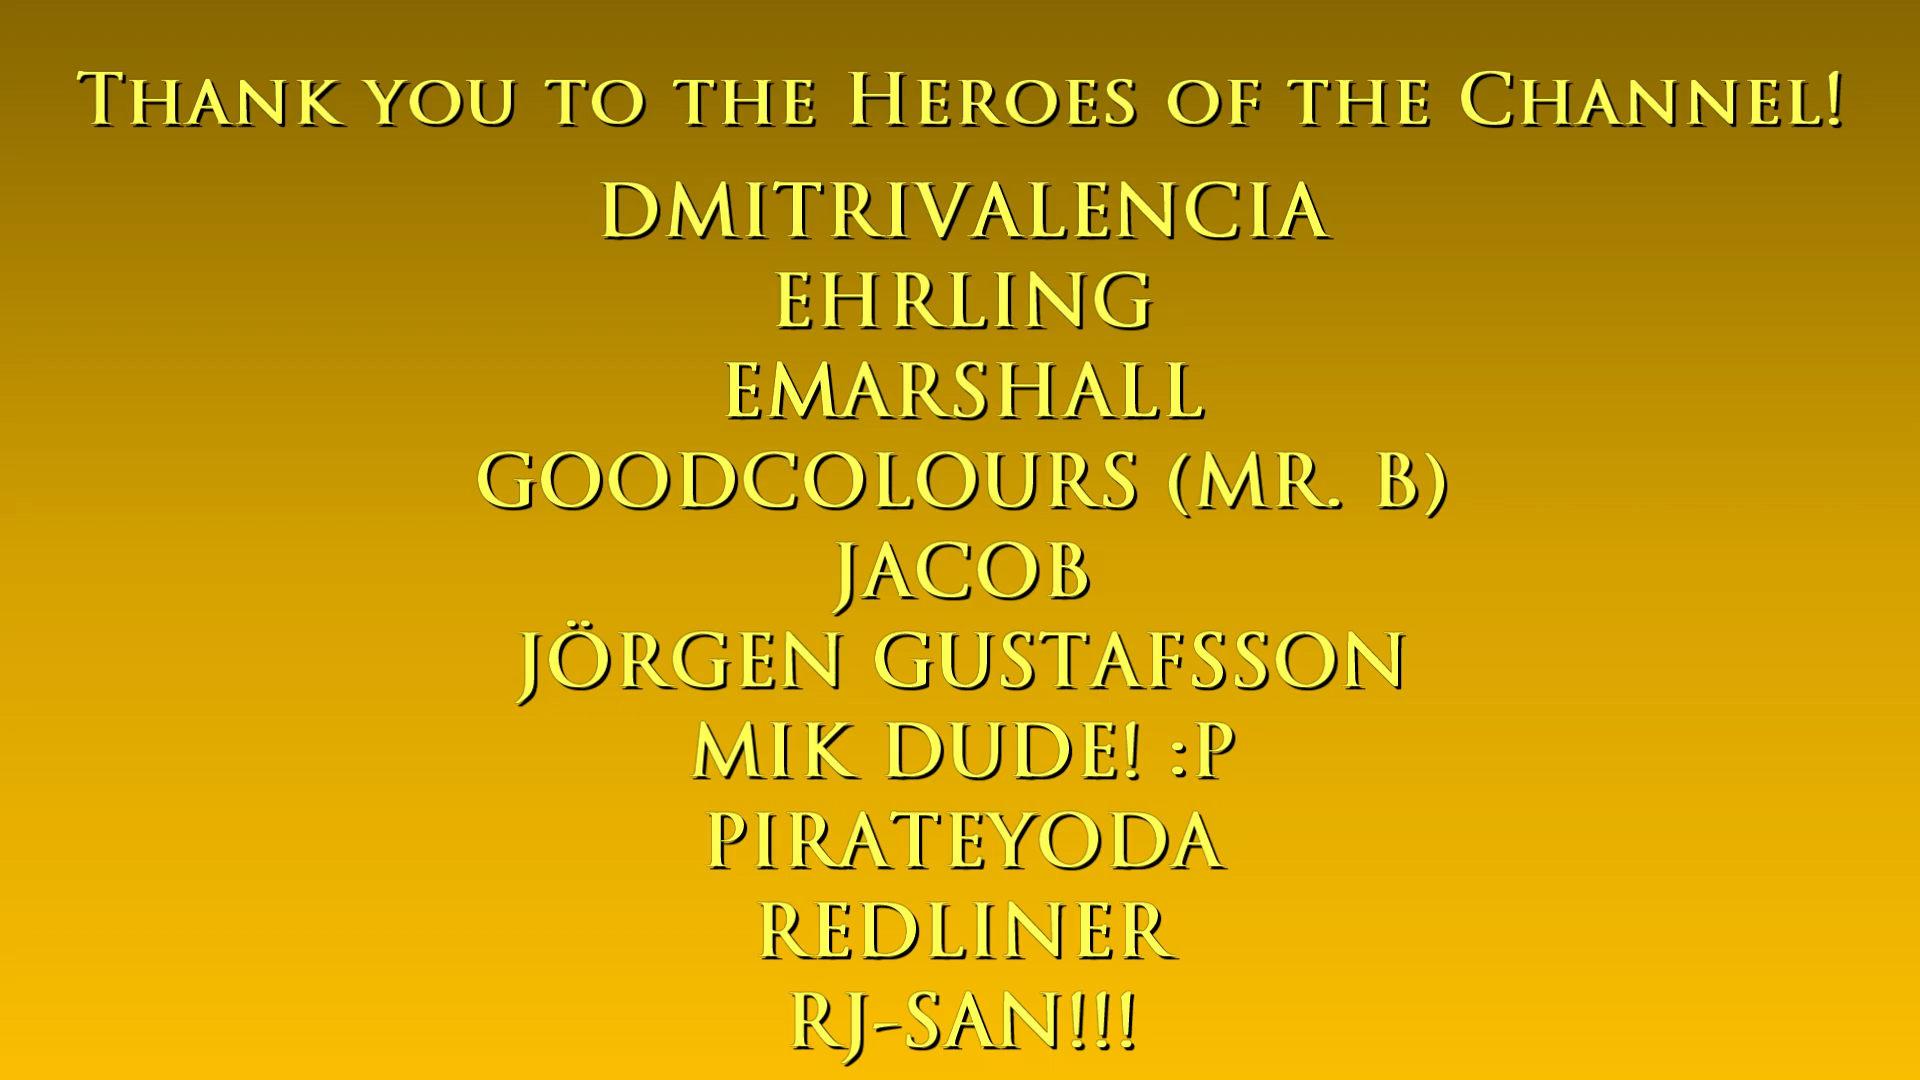 Thank you to the Heroes of the Channel!
DMITRIVALENCIA
EHRLING
EMARSHALL
GOODCOLOURS (MR. B)
JACOB
JÖRGEN GUSTAFSSON
MIK DUDE! :P
PIRATEYODA
REDLINER
RJ-SAN!!!